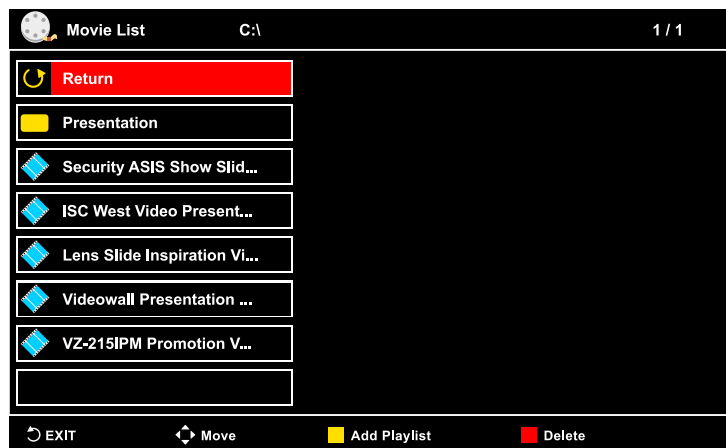 Movie List C:\ 1 / 1
Return
Presentation
Security ASIS Show Slid...
ISC West Video Present...
Lens Slide Inspiration Vi...
Videowall Presentation ...
VZ-215IPM Promotion V...
EXIT Move Add Playlist Delete